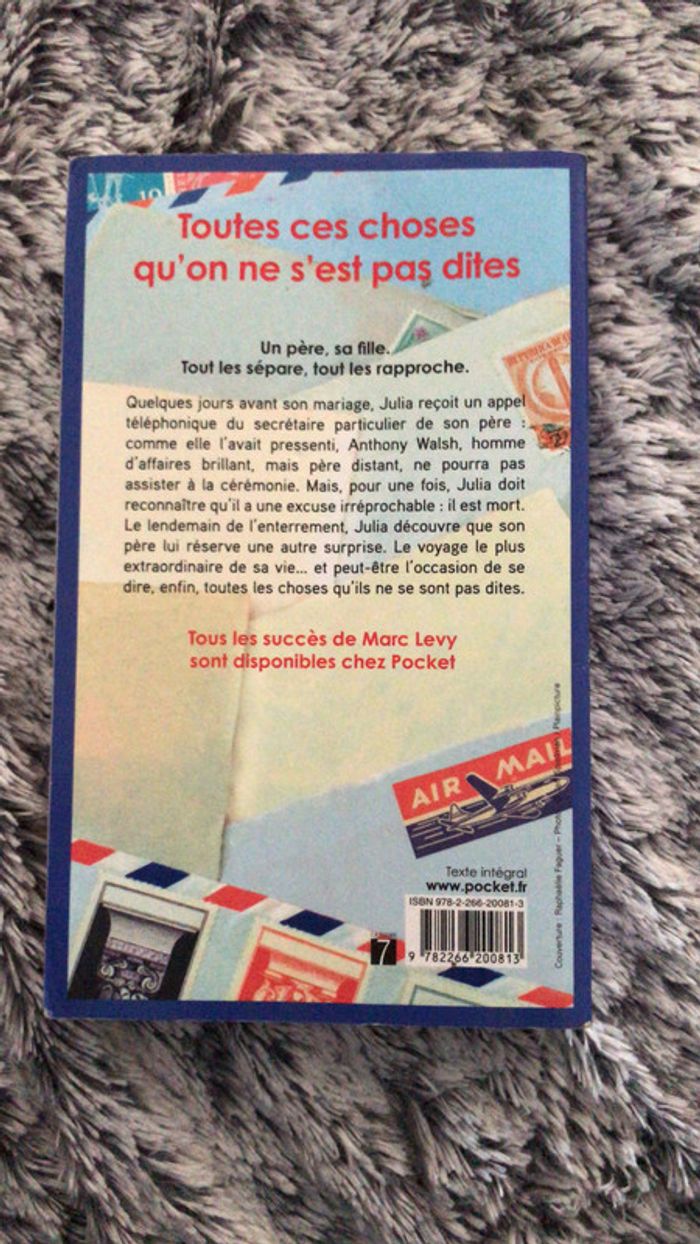 Toutes ces choses
qu'on ne s'est pas dites
Un père, sa fille.
Tout les sépare, tout les rapproche.
Quelques jours avant son mariage, Julia reçoit un appel
téléphonique du secrétaire particulier de son père :
comme elle l'avait pressenti, Anthony Walsh, homme
d'affaires brillant, mais père distant, ne pourra pas
assister à la cérémonie. Mais, pour une fois, Julia doit
reconnaître qu'il a une excuse irréprochable : il est mort.
Le lendemain de l'enterrement, Julia découvre que son
père lui réserve une autre surprise. Le voyage le plus
extraordinaire de sa vie... et peut-être l'occasion de se
dire, enfin, toutes les choses qu'ils ne se sont pas dites.
Tous les succès de Marc Levy
sont disponibles chez Pocket
AIR MAIL
Texte intégral
www.pocket.fr
ISBN 978-2-266-20081-3
7
9 782266 200813
Couverture : Raphaëlle Faguer – / Plainpicture